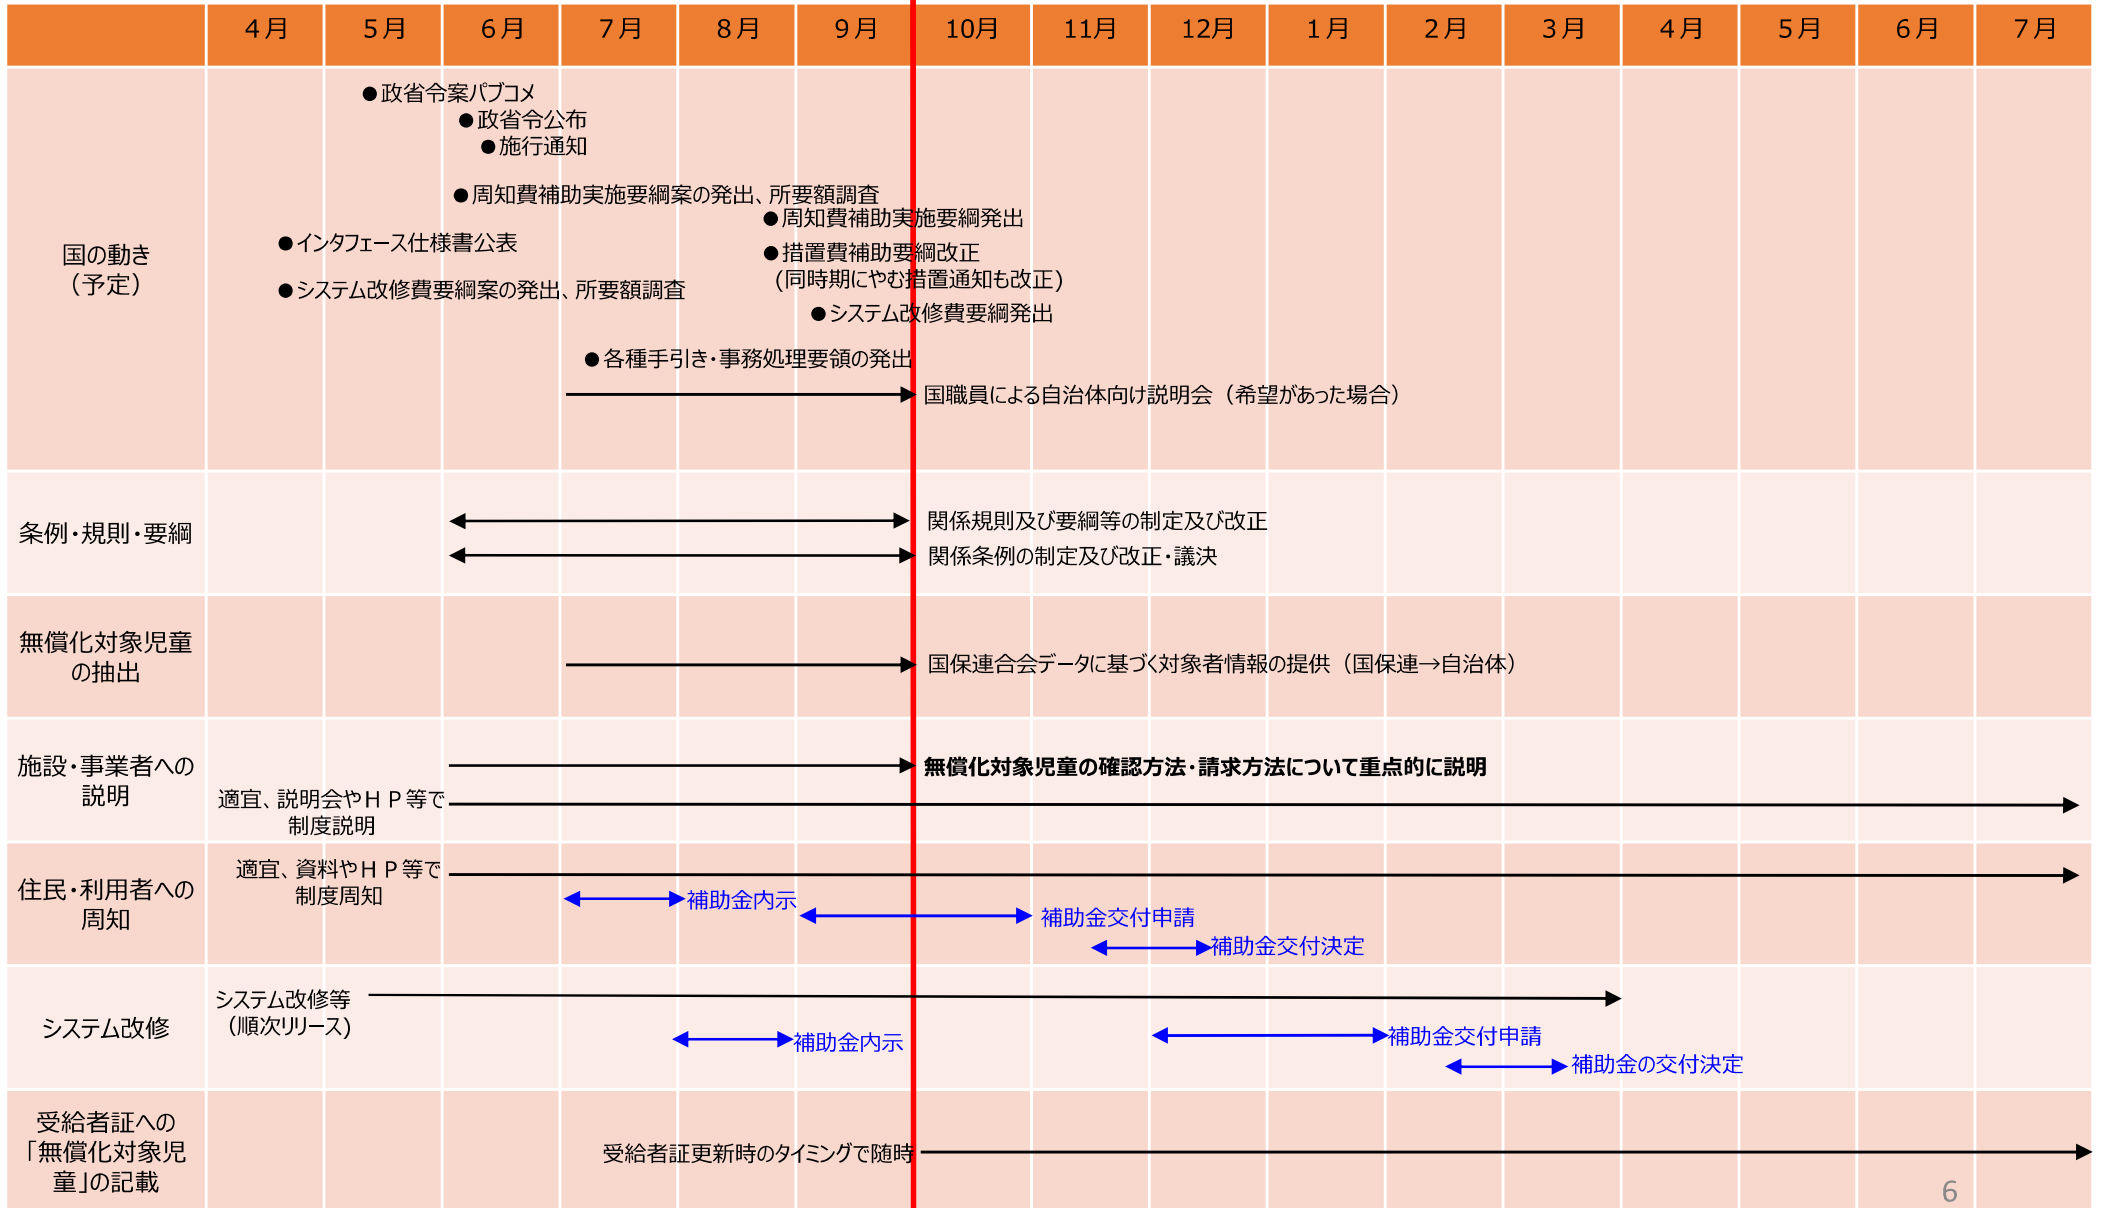 ４月 ５月 ６月 ７月 ８月 ９月 10月 11月 12月 １月 ２月 ３月 ４月 ５月 ６月 ７月
国の動き
（予定）
●政省令案パブコメ
●政省令公布
●施行通知
●周知費補助実施要綱案の発出、所要額調査
●周知費補助実施要綱発出
●インタフェース仕様書公表
●措置費補助要綱改正
(同時期にやむ措置通知も改正)
●システム改修費要綱案の発出、所要額調査
●システム改修費要綱発出
●各種手引き・事務処理要領の発出
国職員による自治体向け説明会（希望があった場合）
条例・規則・要綱
関係規則及び要綱等の制定及び改正
関係条例の制定及び改正・議決
無償化対象児童
の抽出
国保連合会データに基づく対象者情報の提供（国保連→自治体）
施設・事業者への
説明
無償化対象児童の確認方法・請求方法について重点的に説明
適宜、説明会やＨＰ等で
制度説明
住民・利用者への
周知
適宜、資料やＨＰ等で
制度周知
補助金内示
補助金交付申請
補助金交付決定
システム改修
システム改修等
（順次リリース）
補助金内示
補助金交付申請
補助金の交付決定
受給者証への
「無償化対象児
童」の記載
受給者証更新時のタイミングで随時
6